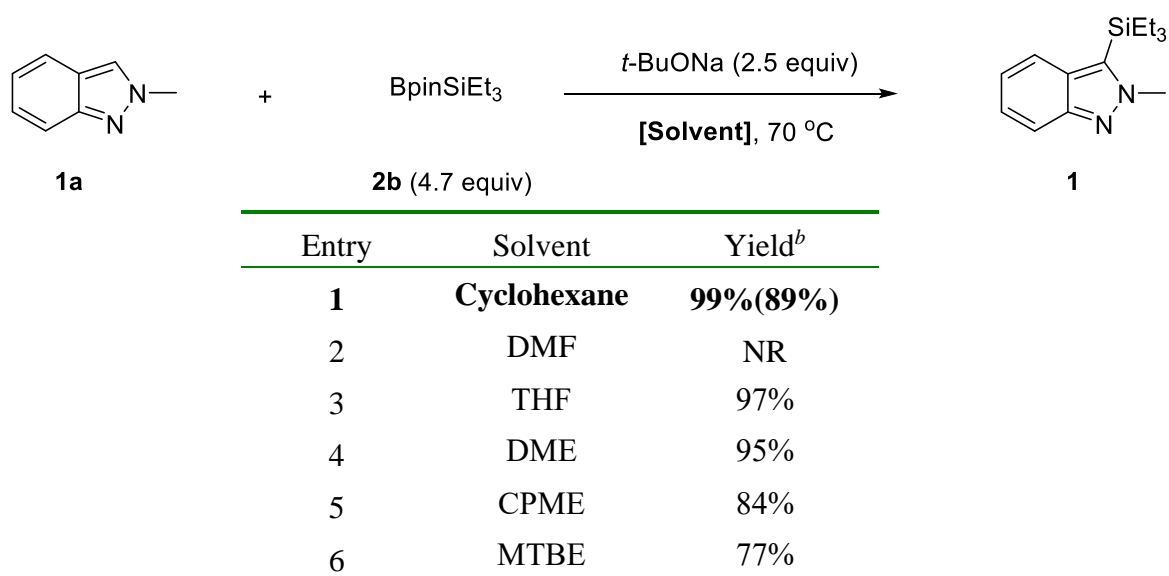 SiEt3
t-BuONa (2.5 equiv)
N
N
+
BpinSiEt3
[Solvent], 70 oC
N
N
1a
2b (4.7 equiv)
1
Entry Solvent Yieldb
1 Cyclohexane 99%(89%)
2 DMF NR
3 THF 97%
4 DME 95%
5 CPME 84%
6 MTBE 77%